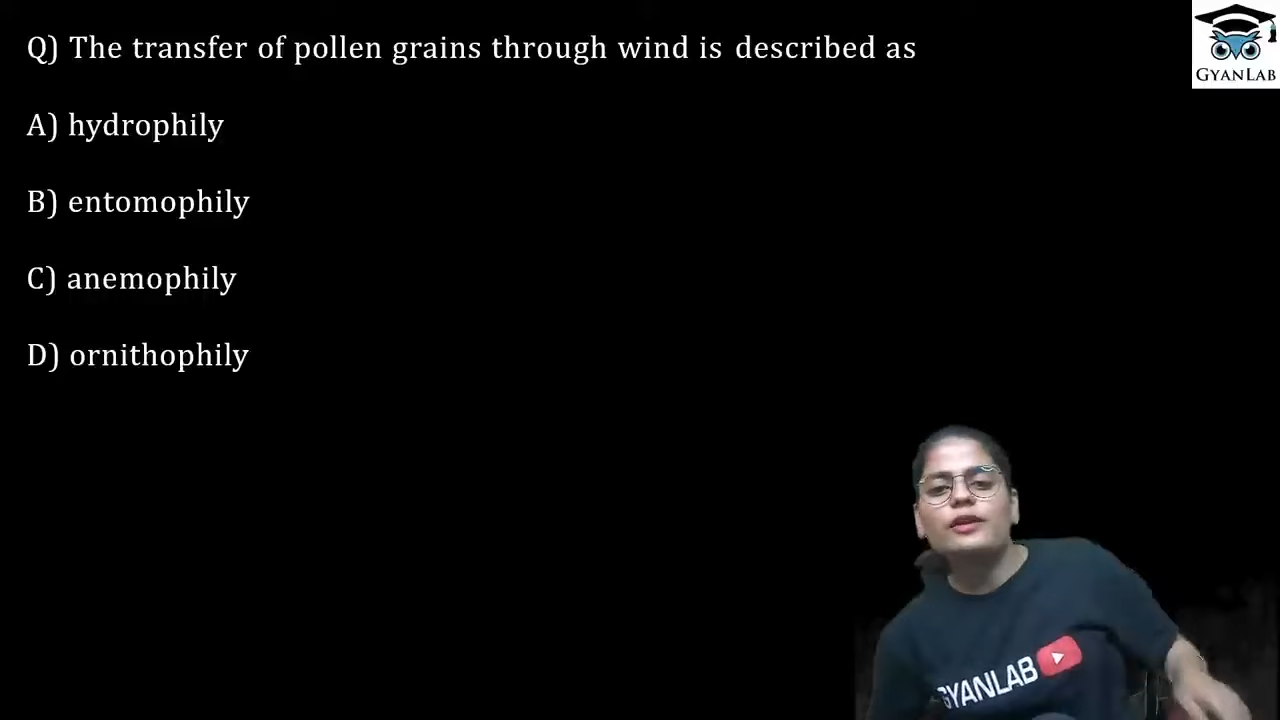 Q) The transfer of pollen grains through wind is described as
GYANLAB
A) hydrophily
B) entomophily
C) anemophily
D) ornithophily
GYANLAB